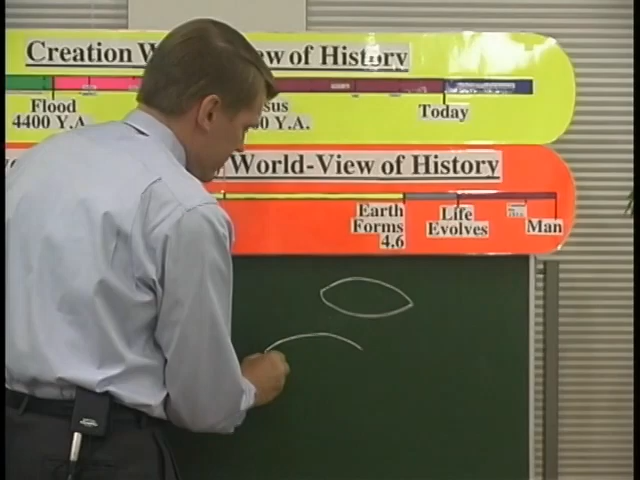 Creation W ew of History
Flood
4400 Y.A.
sus
0 Y.A.
Today
World-View of History
Earth
Forms
4.6
Life
Evolves
Man